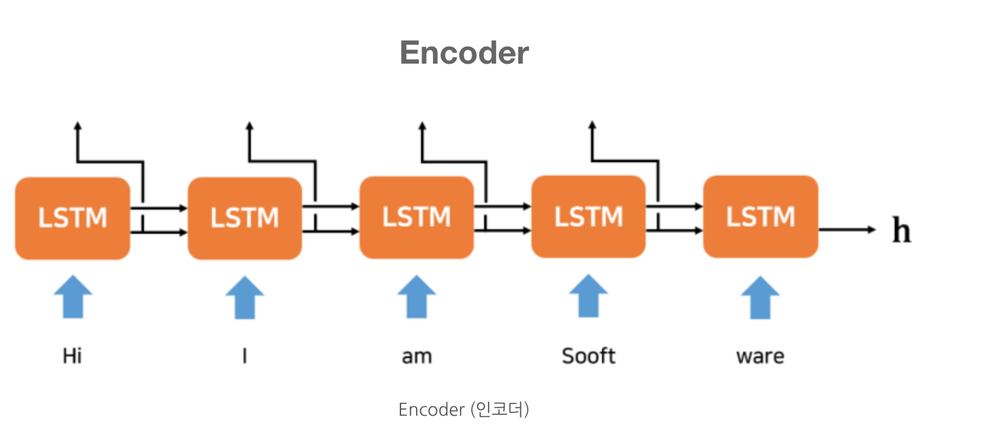 Encoder
LSTM LSTM LSTM LSTM LSTM
h
Hi I am Sooft ware
Encoder (인코더)